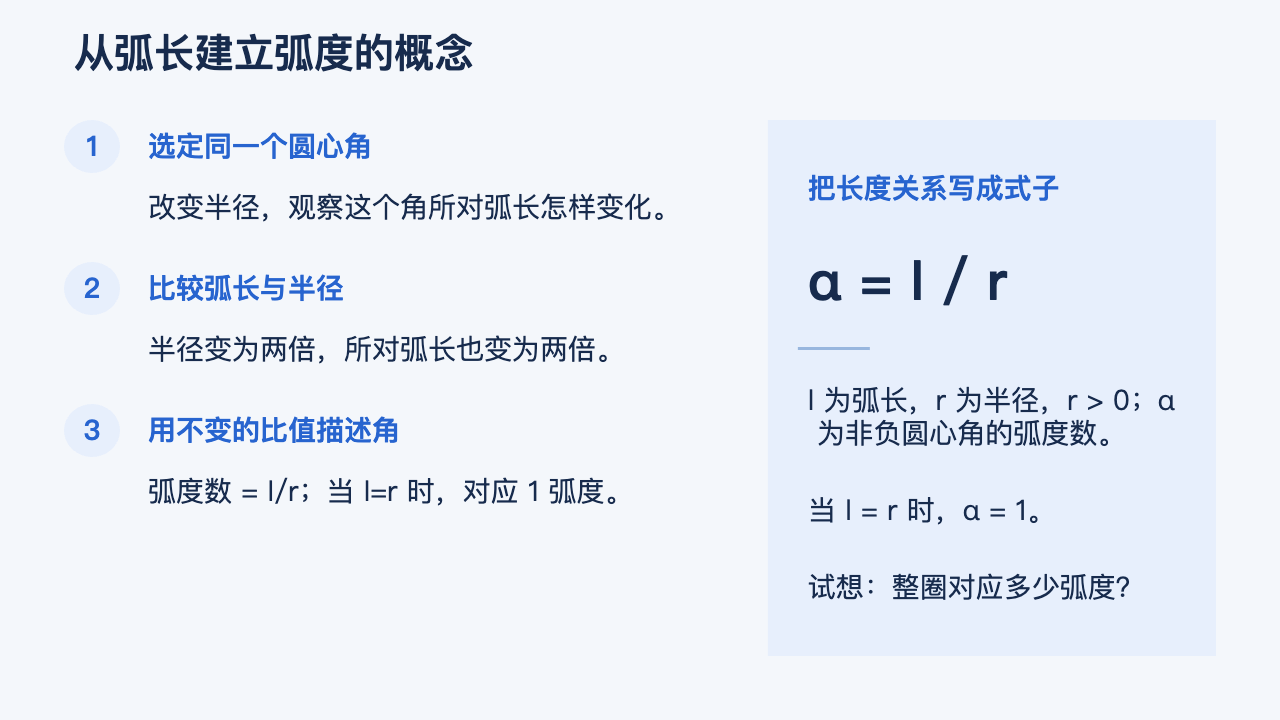 从弧长建立弧度的概念
1
选定同一个圆心角
改变半径，观察这个角所对弧长怎样变化。
2
比较弧长与半径
半径变为两倍，所对弧长也变为两倍。
3
用不变的比值描述角
弧度数 = l/r；当 l=r 时，对应 1 弧度。
把长度关系写成式子
α = l / r
l 为弧长，r 为半径，r > 0；α
为非负圆心角的弧度数。
当 l = r 时，α = 1。
试想：整圈对应多少弧度？